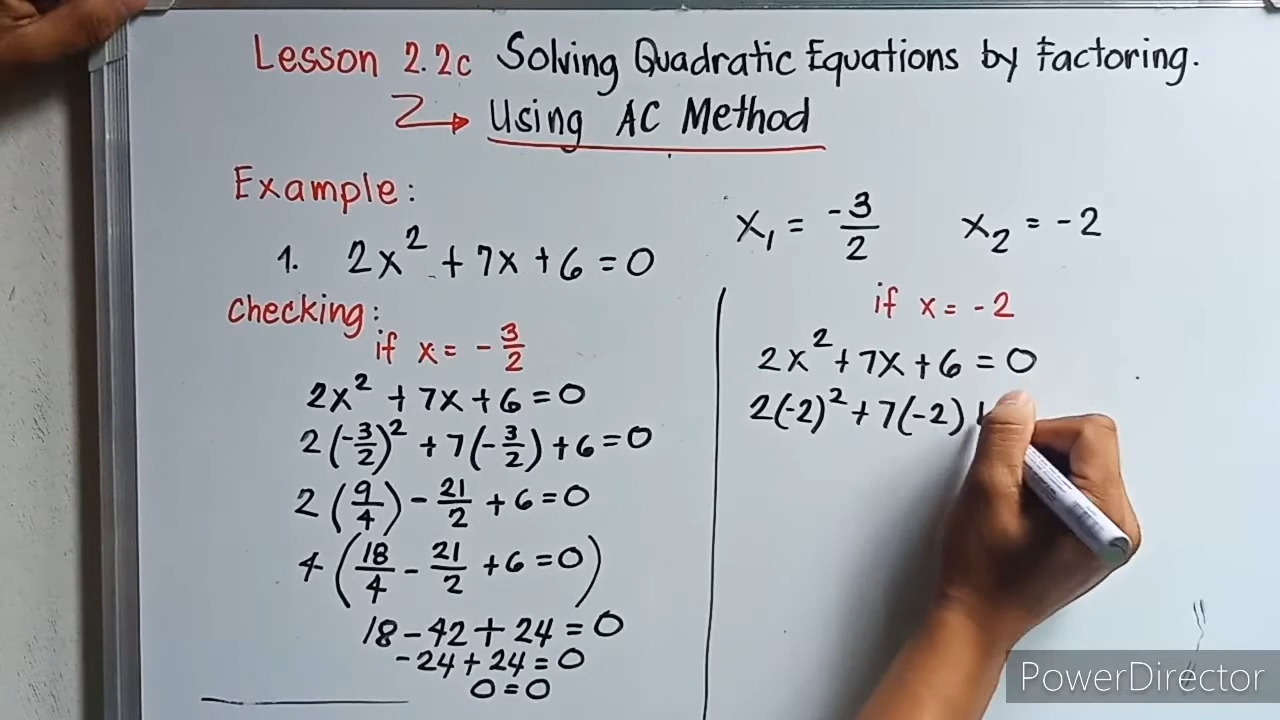 Lesson 2.2c Solving Quadratic Equations by Factoring.
Using AC Method
Example:
1. 2x² + 7x + 6 = 0
x₁ = -3/2 x₂ = -2
Checking:
if x = -3/2
2x² + 7x + 6 = 0
2(-3/2)² + 7(-3/2) + 6 = 0
2(9/4) - 21/2 + 6 = 0
4(18/4 - 21/2 + 6 = 0)
18 - 42 + 24 = 0
-24 + 24 = 0
0 = 0
if x = -2
2x² + 7x + 6 = 0
2(-2)² + 7(-2)
PowerDirector